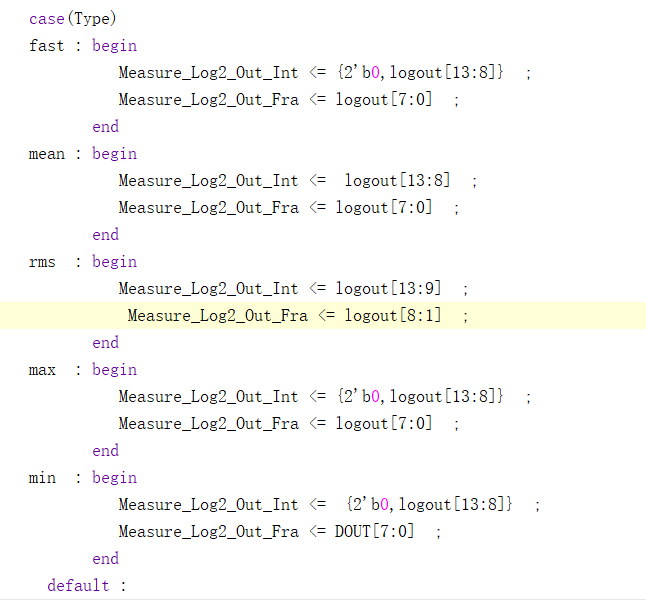 case(Type)
fast : begin
Measure_Log2_Out_Int <= {2'b0,logout[13:8]} ;
Measure_Log2_Out_Fra <= logout[7:0] ;
end
mean : begin
Measure_Log2_Out_Int <= logout[13:8] ;
Measure_Log2_Out_Fra <= logout[7:0] ;
end
rms : begin
Measure_Log2_Out_Int <= logout[13:9] ;
Measure_Log2_Out_Fra <= logout[8:1] ;
end
max : begin
Measure_Log2_Out_Int <= {2'b0,logout[13:8]} ;
Measure_Log2_Out_Fra <= logout[7:0] ;
end
min : begin
Measure_Log2_Out_Int <= {2'b0,logout[13:8]} ;
Measure_Log2_Out_Fra <= DOUT[7:0] ;
end
default :